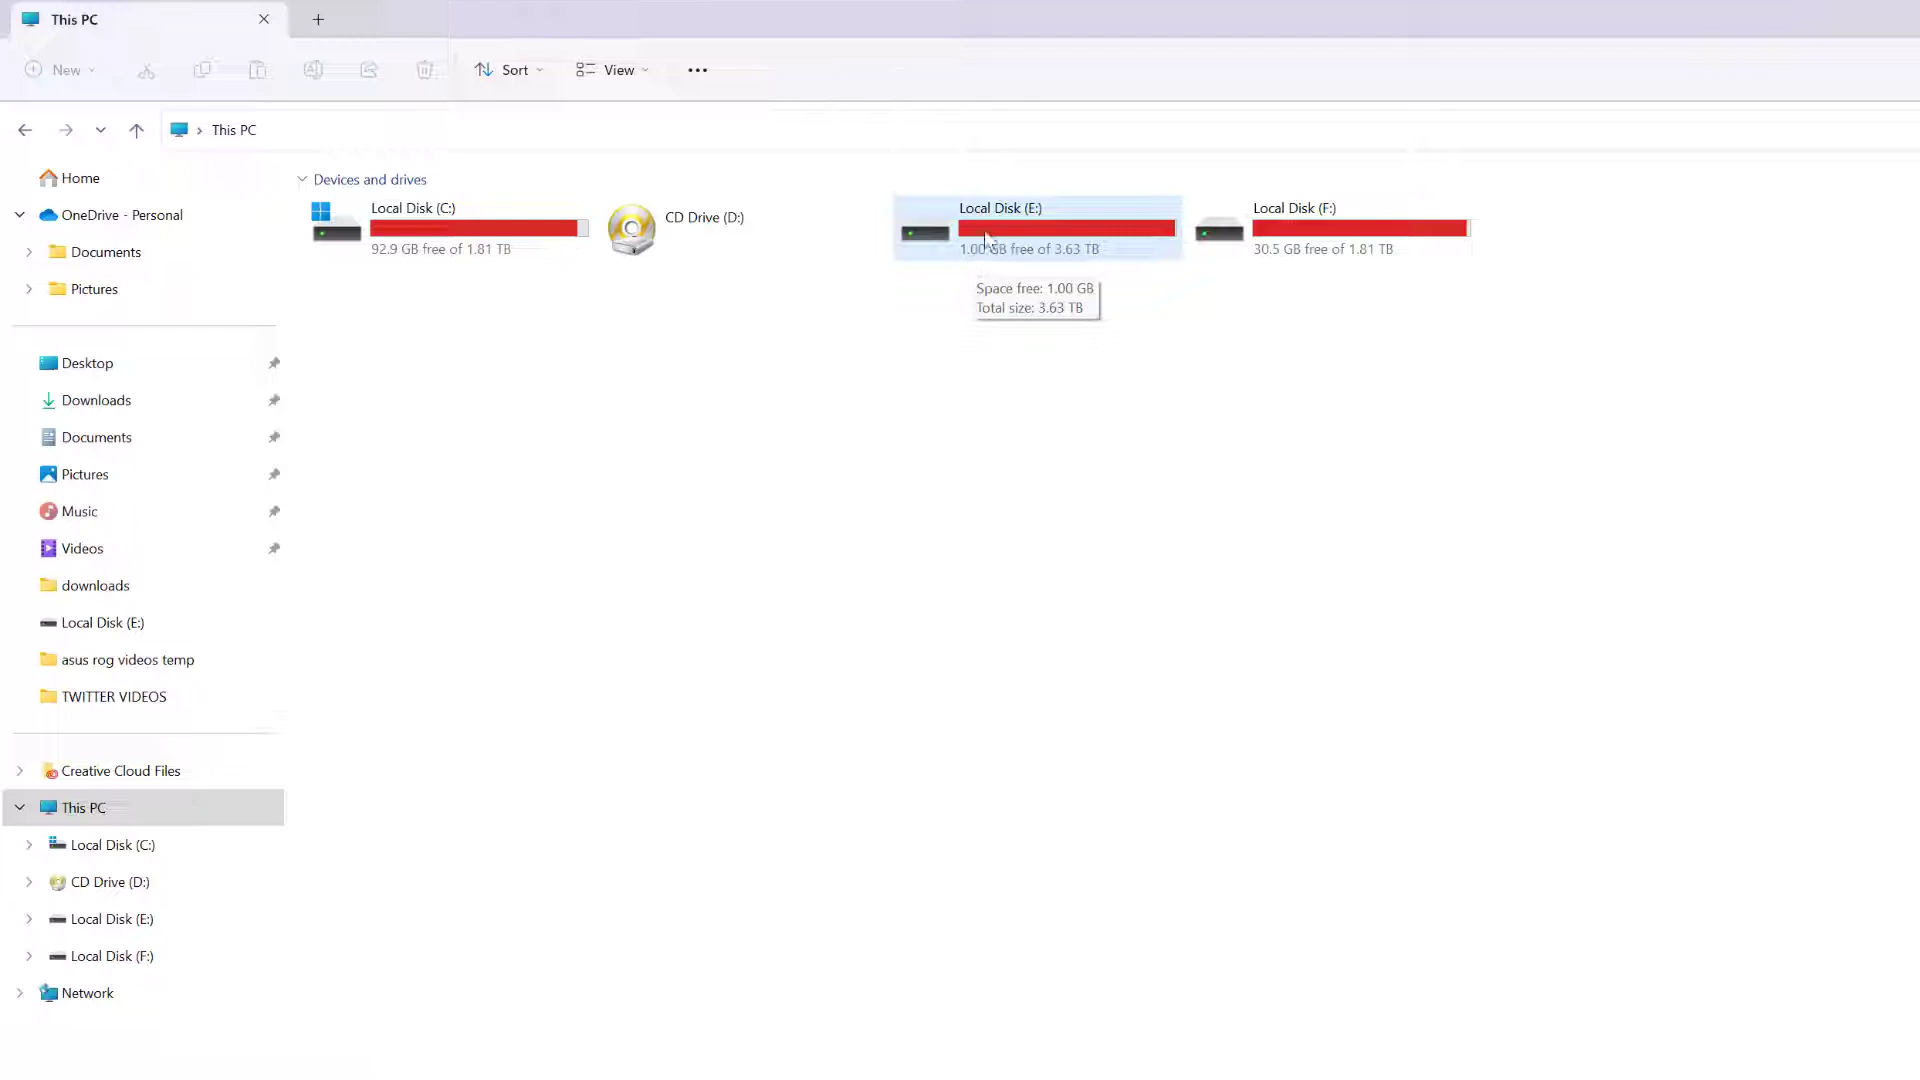 This PC
New
Sort
View
This PC
Home
OneDrive - Personal
Documents
Pictures
Desktop
Downloads
Documents
Pictures
Music
Videos
downloads
Local Disk (E:)
asus rog videos temp
TWITTER VIDEOS
Creative Cloud Files
This PC
Local Disk (C:)
CD Drive (D:)
Local Disk (E:)
Local Disk (F:)
Network
Devices and drives
Local Disk (C:)
92.9 GB free of 1.81 TB
CD Drive (D:)
Local Disk (E:)
1.00 GB free of 3.63 TB
Space free: 1.00 GB
Total size: 3.63 TB
Local Disk (F:)
30.5 GB free of 1.81 TB